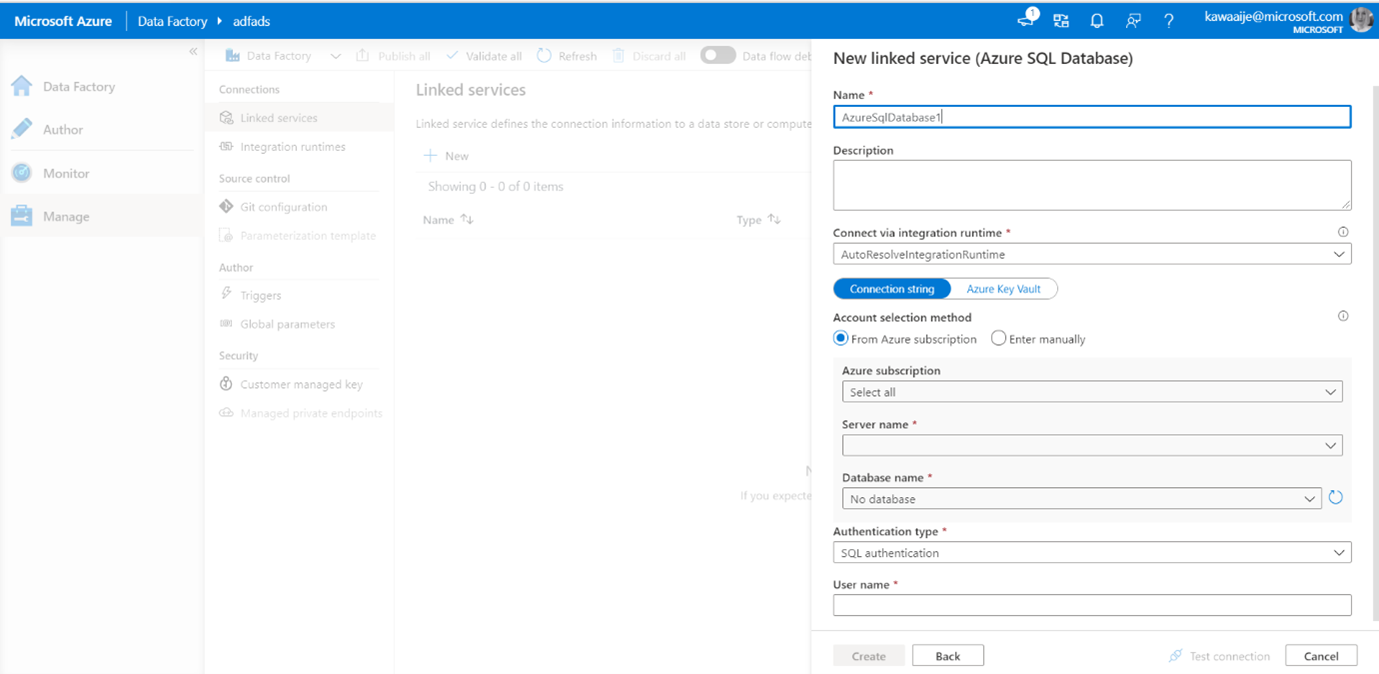 Microsoft Azure
Data Factory
adfads
1
kawaaije@microsoft.com
MICROSOFT
Data Factory
Author
Monitor
Manage
Data Factory
Publish all
Validate all
Refresh
Discard all
Data flow deb
Connections
Linked services
Integration runtimes
Source control
Git configuration
Parameterization template
Author
Triggers
Global parameters
Security
Customer managed key
Managed private endpoints
Linked services
Linked service defines the connection information to a data store or compute
New
Showing 0 - 0 of 0 items
Name
Type
If you expecte
New linked service (Azure SQL Database)
Name *
AzureSqlDatabase1
Description
Connect via integration runtime *
AutoResolveIntegrationRuntime
Connection string
Azure Key Vault
Account selection method
From Azure subscription
Enter manually
Azure subscription
Select all
Server name *
Database name *
No database
Authentication type *
SQL authentication
User name *
Create
Back
Test connection
Cancel